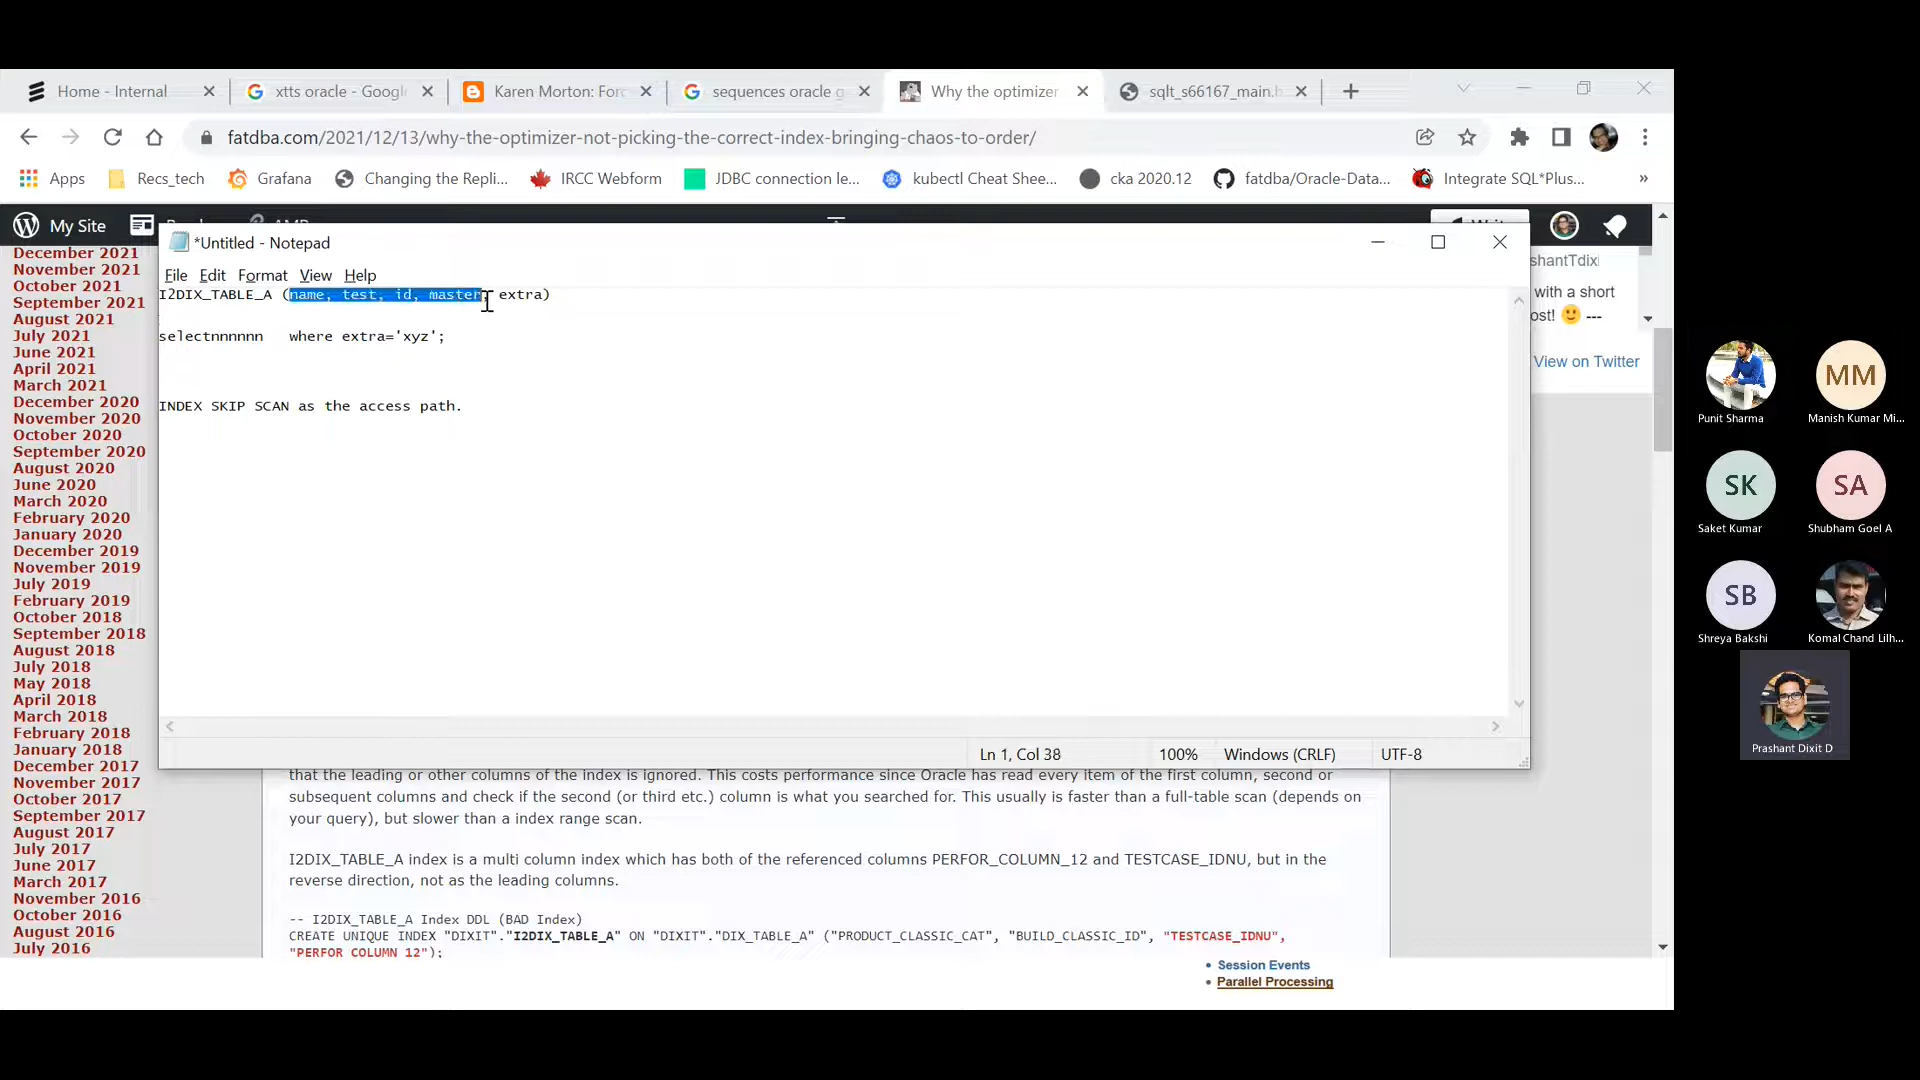 Home - Internal
xtts oracle - Googl
Karen Morton: Forc
sequences oracle g
Why the optimizer
sqlt_s66167_main.h
fatdba.com/2021/12/13/why-the-optimizer-not-picking-the-correct-index-bringing-chaos-to-order/
Apps
Recs_tech
Grafana
Changing the Repli...
IRCC Webform
JDBC connection le...
kubectl Cheat Shee...
cka 2020.12
fatdba/Oracle-Data...
Integrate SQL*Plus...
»
My Site
*Untitled - Notepad
File Edit Format View Help
I2DIX_TABLE_A (name, test, id, master, extra)
selectnnnnnn   where extra='xyz';
INDEX SKIP SCAN as the access path.
Ln 1, Col 38
100%
Windows (CRLF)
UTF-8
December 2021
November 2021
October 2021
September 2021
August 2021
July 2021
June 2021
April 2021
March 2021
December 2020
November 2020
October 2020
September 2020
August 2020
June 2020
March 2020
February 2020
January 2020
December 2019
November 2019
July 2019
February 2019
October 2018
September 2018
August 2018
July 2018
May 2018
April 2018
March 2018
February 2018
January 2018
December 2017
November 2017
October 2017
September 2017
August 2017
July 2017
June 2017
March 2017
November 2016
October 2016
August 2016
July 2016
shantTdixi
with a short
ost! 🙂 ---
View on Twitter
that the leading or other columns of the index is ignored. This costs performance since Oracle has read every item of the first column, second or
subsequent columns and check if the second (or third etc.) column is what you searched for. This usually is faster than a full-table scan (depends on
your query), but slower than a index range scan.
I2DIX_TABLE_A index is a multi column index which has both of the referenced columns PERFOR_COLUMN_12 and TESTCASE_IDNU, but in the
reverse direction, not as the leading columns.
-- I2DIX_TABLE_A Index DDL (BAD Index)
CREATE UNIQUE INDEX "DIXIT"."I2DIX_TABLE_A" ON "DIXIT"."DIX_TABLE_A" ("PRODUCT_CLASSIC_CAT", "BUILD_CLASSIC_ID", "TESTCASE_IDNU",
"PERFOR_COLUMN_12");
• Session Events
• Parallel Processing
Punit Sharma
MM
Manish Kumar Mi...
SK
Saket Kumar
SA
Shubham Goel A
SB
Shreya Bakshi
Komal Chand Lilh...
Prashant Dixit D